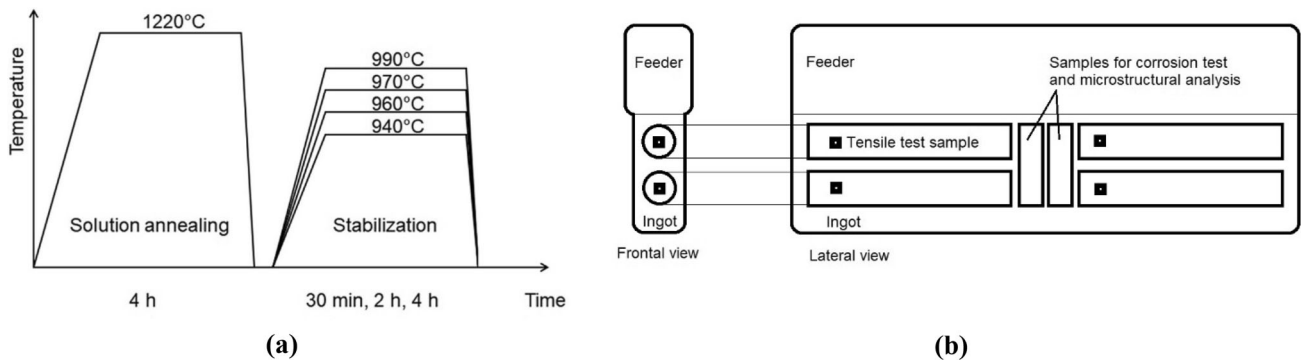 Temperature
1220°C
990°C
970°C
960°C
940°C
Solution annealing
Stabilization
4 h
30 min, 2 h, 4 h
Time
(a)
Feeder
Ingot
Frontal view
Feeder
Samples for corrosion test
and microstructural analysis
Tensile test sample
Ingot
Lateral view
(b)